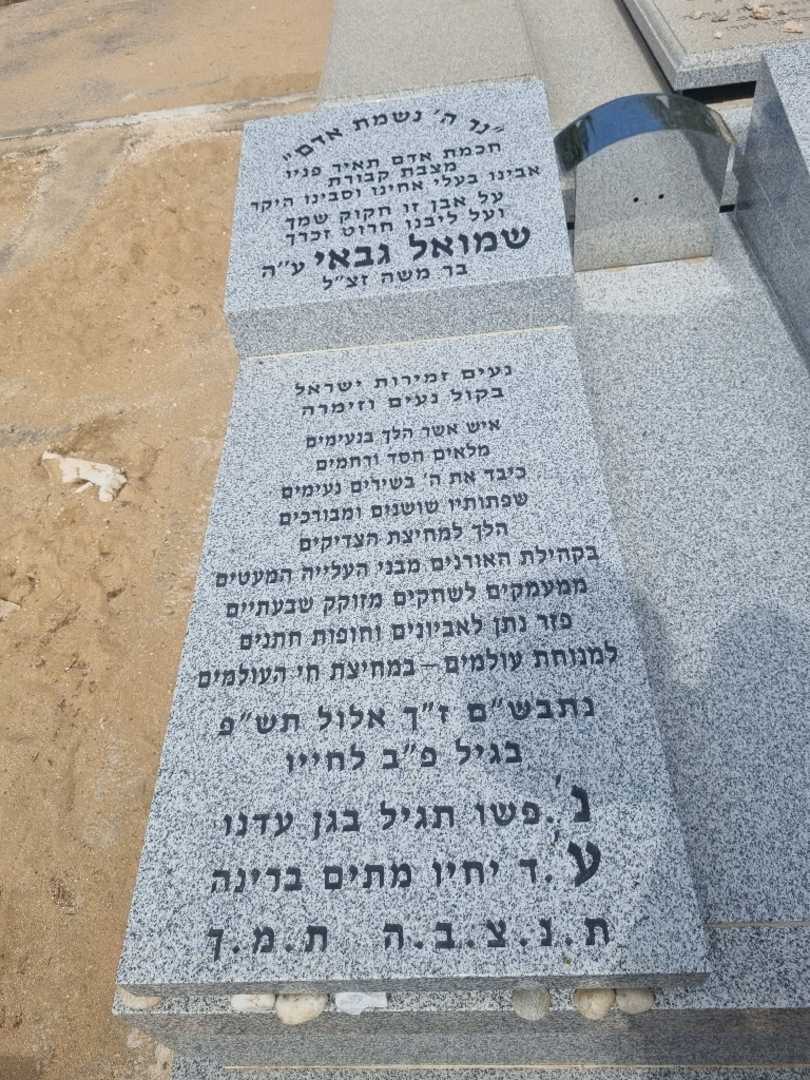 "נר ה' נשמת אדם"
חכמת אדם תאיר פניו
מצבת קבורת
אבינו בעלי אחינו וסבינו היקר
על אבן זו חקוק שמך
ועל ליבנו חרוט זכרך
שמואל גבאי ע"ה
בר משה זצ"ל
נעים זמירות ישראל
בקול נעים וזימרה
איש אשר הלך בנעימים
מלאים חסד ורחמים
כיבד את ה' בשירים נעימים
שפתותיו שושנים ומבורכים
הלך למחיצת הצדיקים
בקהילת האורנים מבני העלייה המעטים
ממעמקים לשחקים מזוקק שבעתיים
פזר נתן לאביונים וחופות חתנים
למנוחת עולמים – במחיצת חי העולמים
נתבש"ם ז"ך אלול תש"פ
בגיל פ"ב לחייו
נ'.פשו תגיל בגן עדנו
ע'.ד יחיו מתים ברינה
ת.נ.צ.ב.ה ת.מ.ך